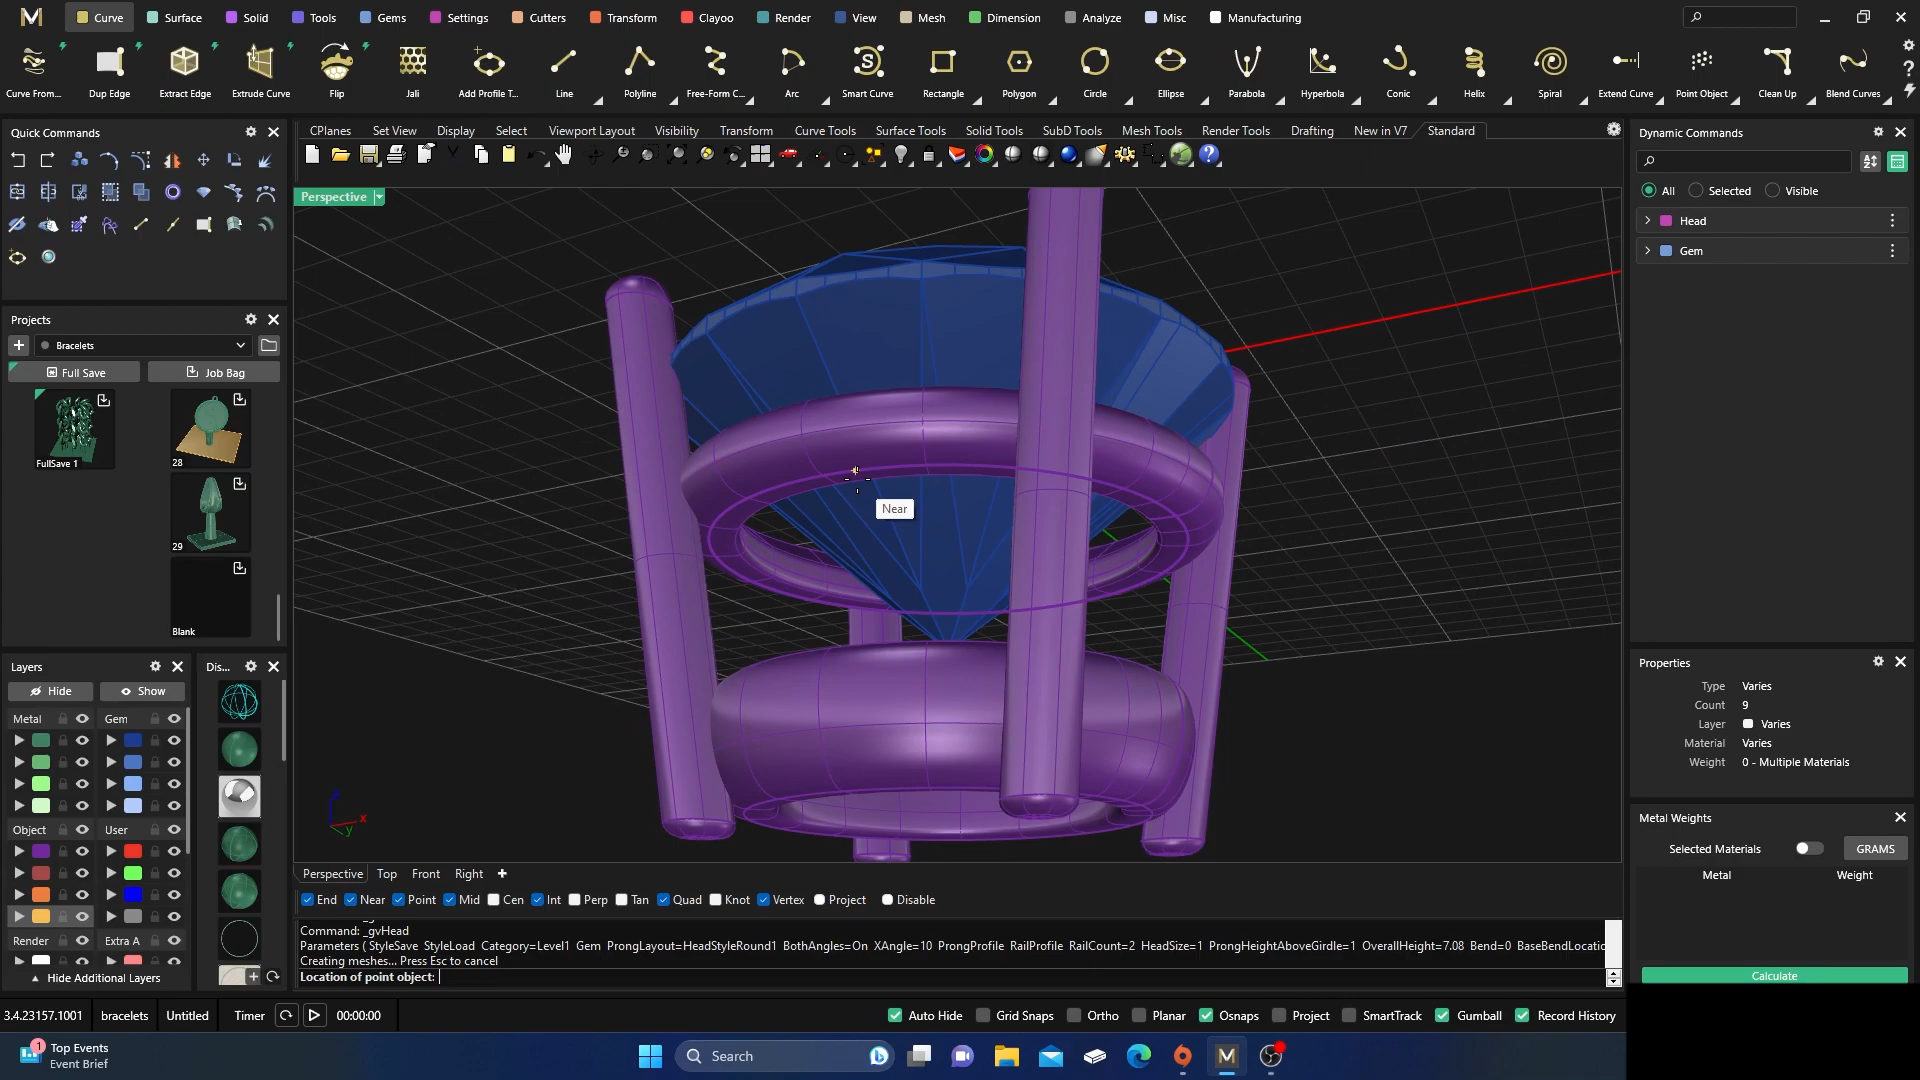 M
Curve
Surface
Solid
Tools
Gems
Settings
Cutters
Transform
Clayoo
Render
View
Mesh
Dimension
Analyze
Misc
Manufacturing
Curve From...
Dup Edge
Extract Edge
Extrude Curve
Flip
Jali
Add Profile T...
Line
Polyline
Free-Form C...
Arc
Smart Curve
Rectangle
Polygon
Circle
Ellipse
Parabola
Hyperbola
Conic
Helix
Spiral
Extend Curve
Point Object
Clean Up
Blend Curves
Quick Commands
CPlanes
Set View
Display
Select
Viewport Layout
Visibility
Transform
Curve Tools
Surface Tools
Solid Tools
SubD Tools
Mesh Tools
Render Tools
Drafting
New in V7
Standard
Dynamic Commands
All
Selected
Visible
Head
Gem
Perspective
Near
x
y
Projects
Bracelets
Full Save
Job Bag
FullSave 1
28
29
Blank
Layers
Hide
Show
Metal
Gem
Object
User
Render
Extra A
Hide Additional Layers
Dis...
Properties
Type Varies
Count 9
Layer Varies
Material Varies
Weight 0 - Multiple Materials
Metal Weights
Selected Materials
GRAMS
Metal
Weight
Calculate
Perspective
Top
Front
Right
End
Near
Point
Mid
Cen
Int
Perp
Tan
Quad
Knot
Vertex
Project
Disable
Command: _gvHead
Parameters ( StyleSave StyleLoad Category=Level1 Gem ProngLayout=HeadStyleRound1 BothAngles=On XAngle=10 ProngProfile RailProfile RailCount=2 HeadSize=1 ProngHeightAboveGirdle=1 OverallHeight=7.08 Bend=0 BaseBendLocatic
Creating meshes... Press Esc to cancel
Location of point object:
3.4.23157.1001
bracelets
Untitled
Timer
00:00:00
Auto Hide
Grid Snaps
Ortho
Planar
Osnaps
Project
SmartTrack
Gumball
Record History
1
Top Events
Event Brief
Search
M